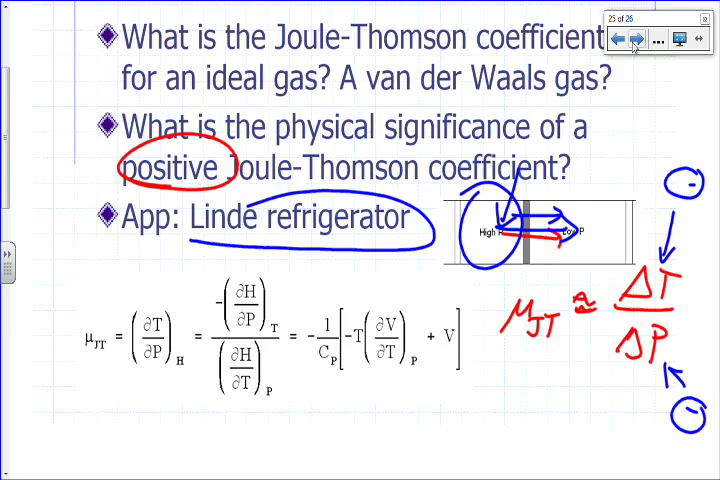 25 of 26
What is the Joule-Thomson coefficient
for an ideal gas? A van der Waals gas?
What is the physical significance of a
positive Joule-Thomson coefficient?
App: Linde refrigerator
High P Low P
μJT = (∂T/∂P)H = -(∂H/∂P)T / (∂H/∂T)P = -1/CP [-T(∂V/∂T)P + V]
μJT ≈ ΔT/ΔP
-
-